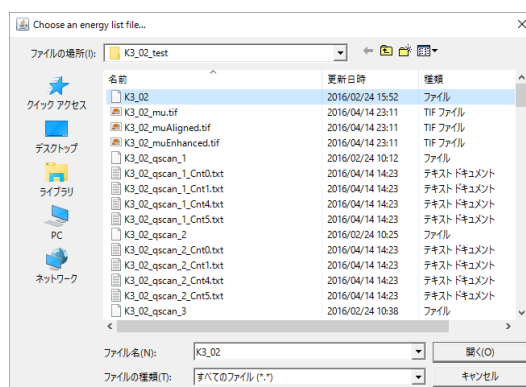 Choose an energy list file...
ファイルの場所(I): K3_02_test
名前 更新日時 種類
K3_02 2016/02/24 15:52 ファイル
K3_02_mu.tif 2016/04/14 23:11 TIF ファイル
K3_02_muAligned.tif 2016/04/14 23:11 TIF ファイル
K3_02_muEnhanced.tif 2016/04/14 23:11 TIF ファイル
K3_02_qscan_1 2016/02/24 10:12 ファイル
K3_02_qscan_1_Cnt0.txt 2016/04/14 14:23 テキスト ドキュメント
K3_02_qscan_1_Cnt1.txt 2016/04/14 14:23 テキスト ドキュメント
K3_02_qscan_1_Cnt4.txt 2016/04/14 14:23 テキスト ドキュメント
K3_02_qscan_1_Cnt5.txt 2016/04/14 14:23 テキスト ドキュメント
K3_02_qscan_2 2016/02/24 10:25 ファイル
K3_02_qscan_2_Cnt0.txt 2016/04/14 14:23 テキスト ドキュメント
K3_02_qscan_2_Cnt1.txt 2016/04/14 14:23 テキスト ドキュメント
K3_02_qscan_2_Cnt4.txt 2016/04/14 14:23 テキスト ドキュメント
K3_02_qscan_2_Cnt5.txt 2016/04/14 14:23 テキスト ドキュメント
K3_02_qscan_3 2016/02/24 10:38 ファイル
クイック アクセス
デスクトップ
ライブラリ
PC
ネットワーク
ファイル名(N): K3_02 開く(O)
ファイルの種類(T): すべてのファイル (*.*) キャンセル